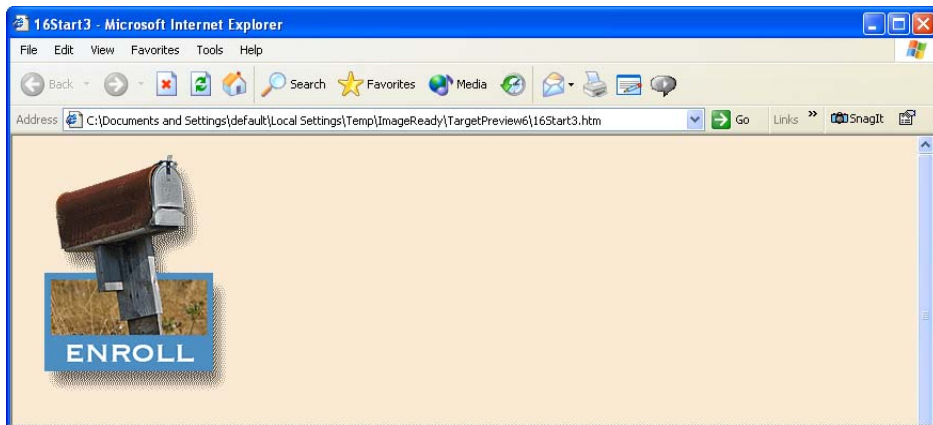 16Start3 - Microsoft Internet Explorer
File Edit View Favorites Tools Help
Back Search Favorites Media
Address C:\Documents and Settings\default\Local Settings\Temp\ImageReady\TargetPreview6\16Start3.htm Go Links » SnagIt
ENROLL